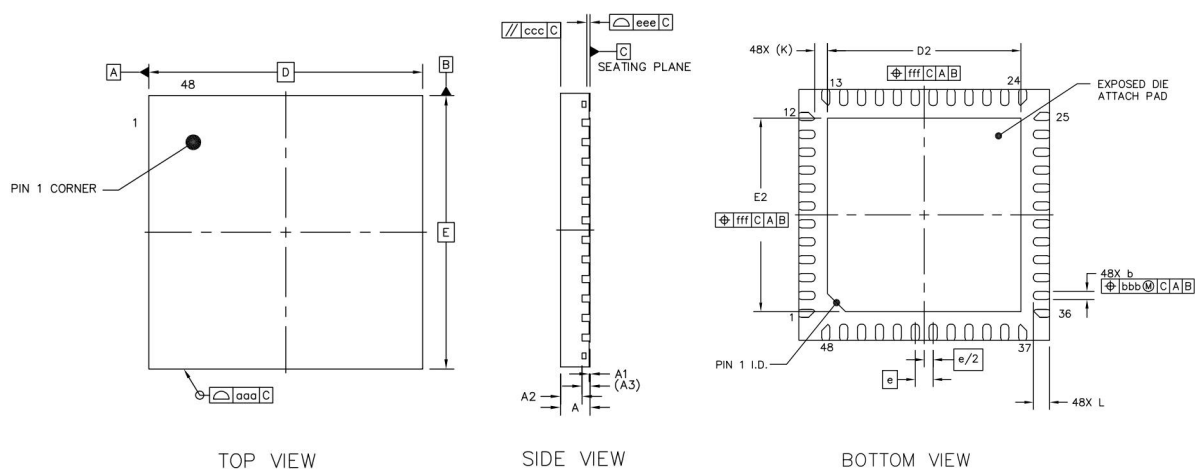 // ccc C
⌓ eee C
C
SEATING PLANE
A
D
B
48
1
PIN 1 CORNER
E
⌓ aaa C
TOP VIEW
A1
(A3)
A2
A
SIDE VIEW
48X (K)
D2
⌖ fff C A B
13
24
EXPOSED DIE
ATTACH PAD
12
25
E2
⌖ fff C A B
48X b
⌖ bbb Ⓜ C A B
1
36
48
37
PIN 1 I.D.
e/2
e
48X L
BOTTOM VIEW